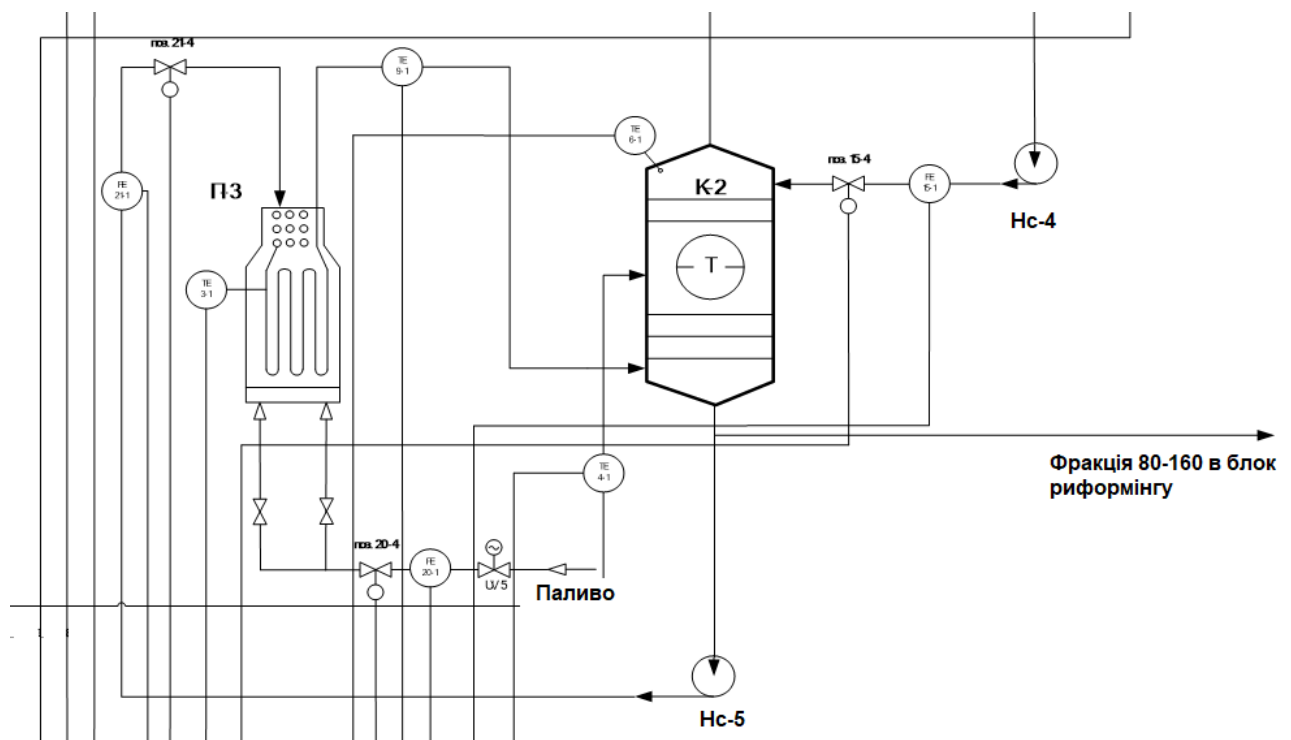 поз. 21-4
TE
9-1
TE
6-1
поз. 15-4
К-2
FE
15-1
FE
21-1
П-3
Нс-4
Т
TE
3-1
Фракція 80-160 в блок
риформінгу
TE
4-1
поз. 20-4
FE
20-1
UV5
Паливо
Нс-5